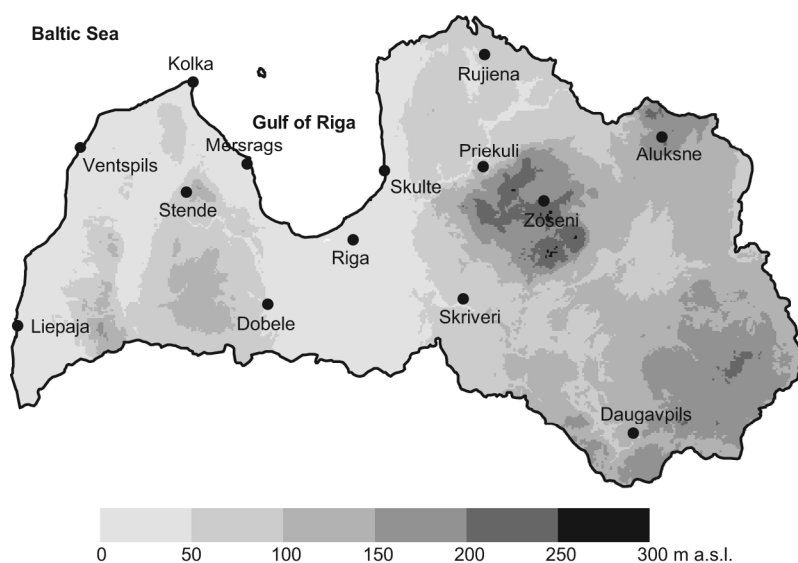 Baltic Sea
Kolka
Rujiena
Gulf of Riga
Mersrags
Ventspils
Priekuli
Aluksne
Skulte
Stende
Zoseni
Riga
Liepaja
Dobele
Skriveri
Daugavpils
0 50 100 150 200 250 300 m a.s.l.